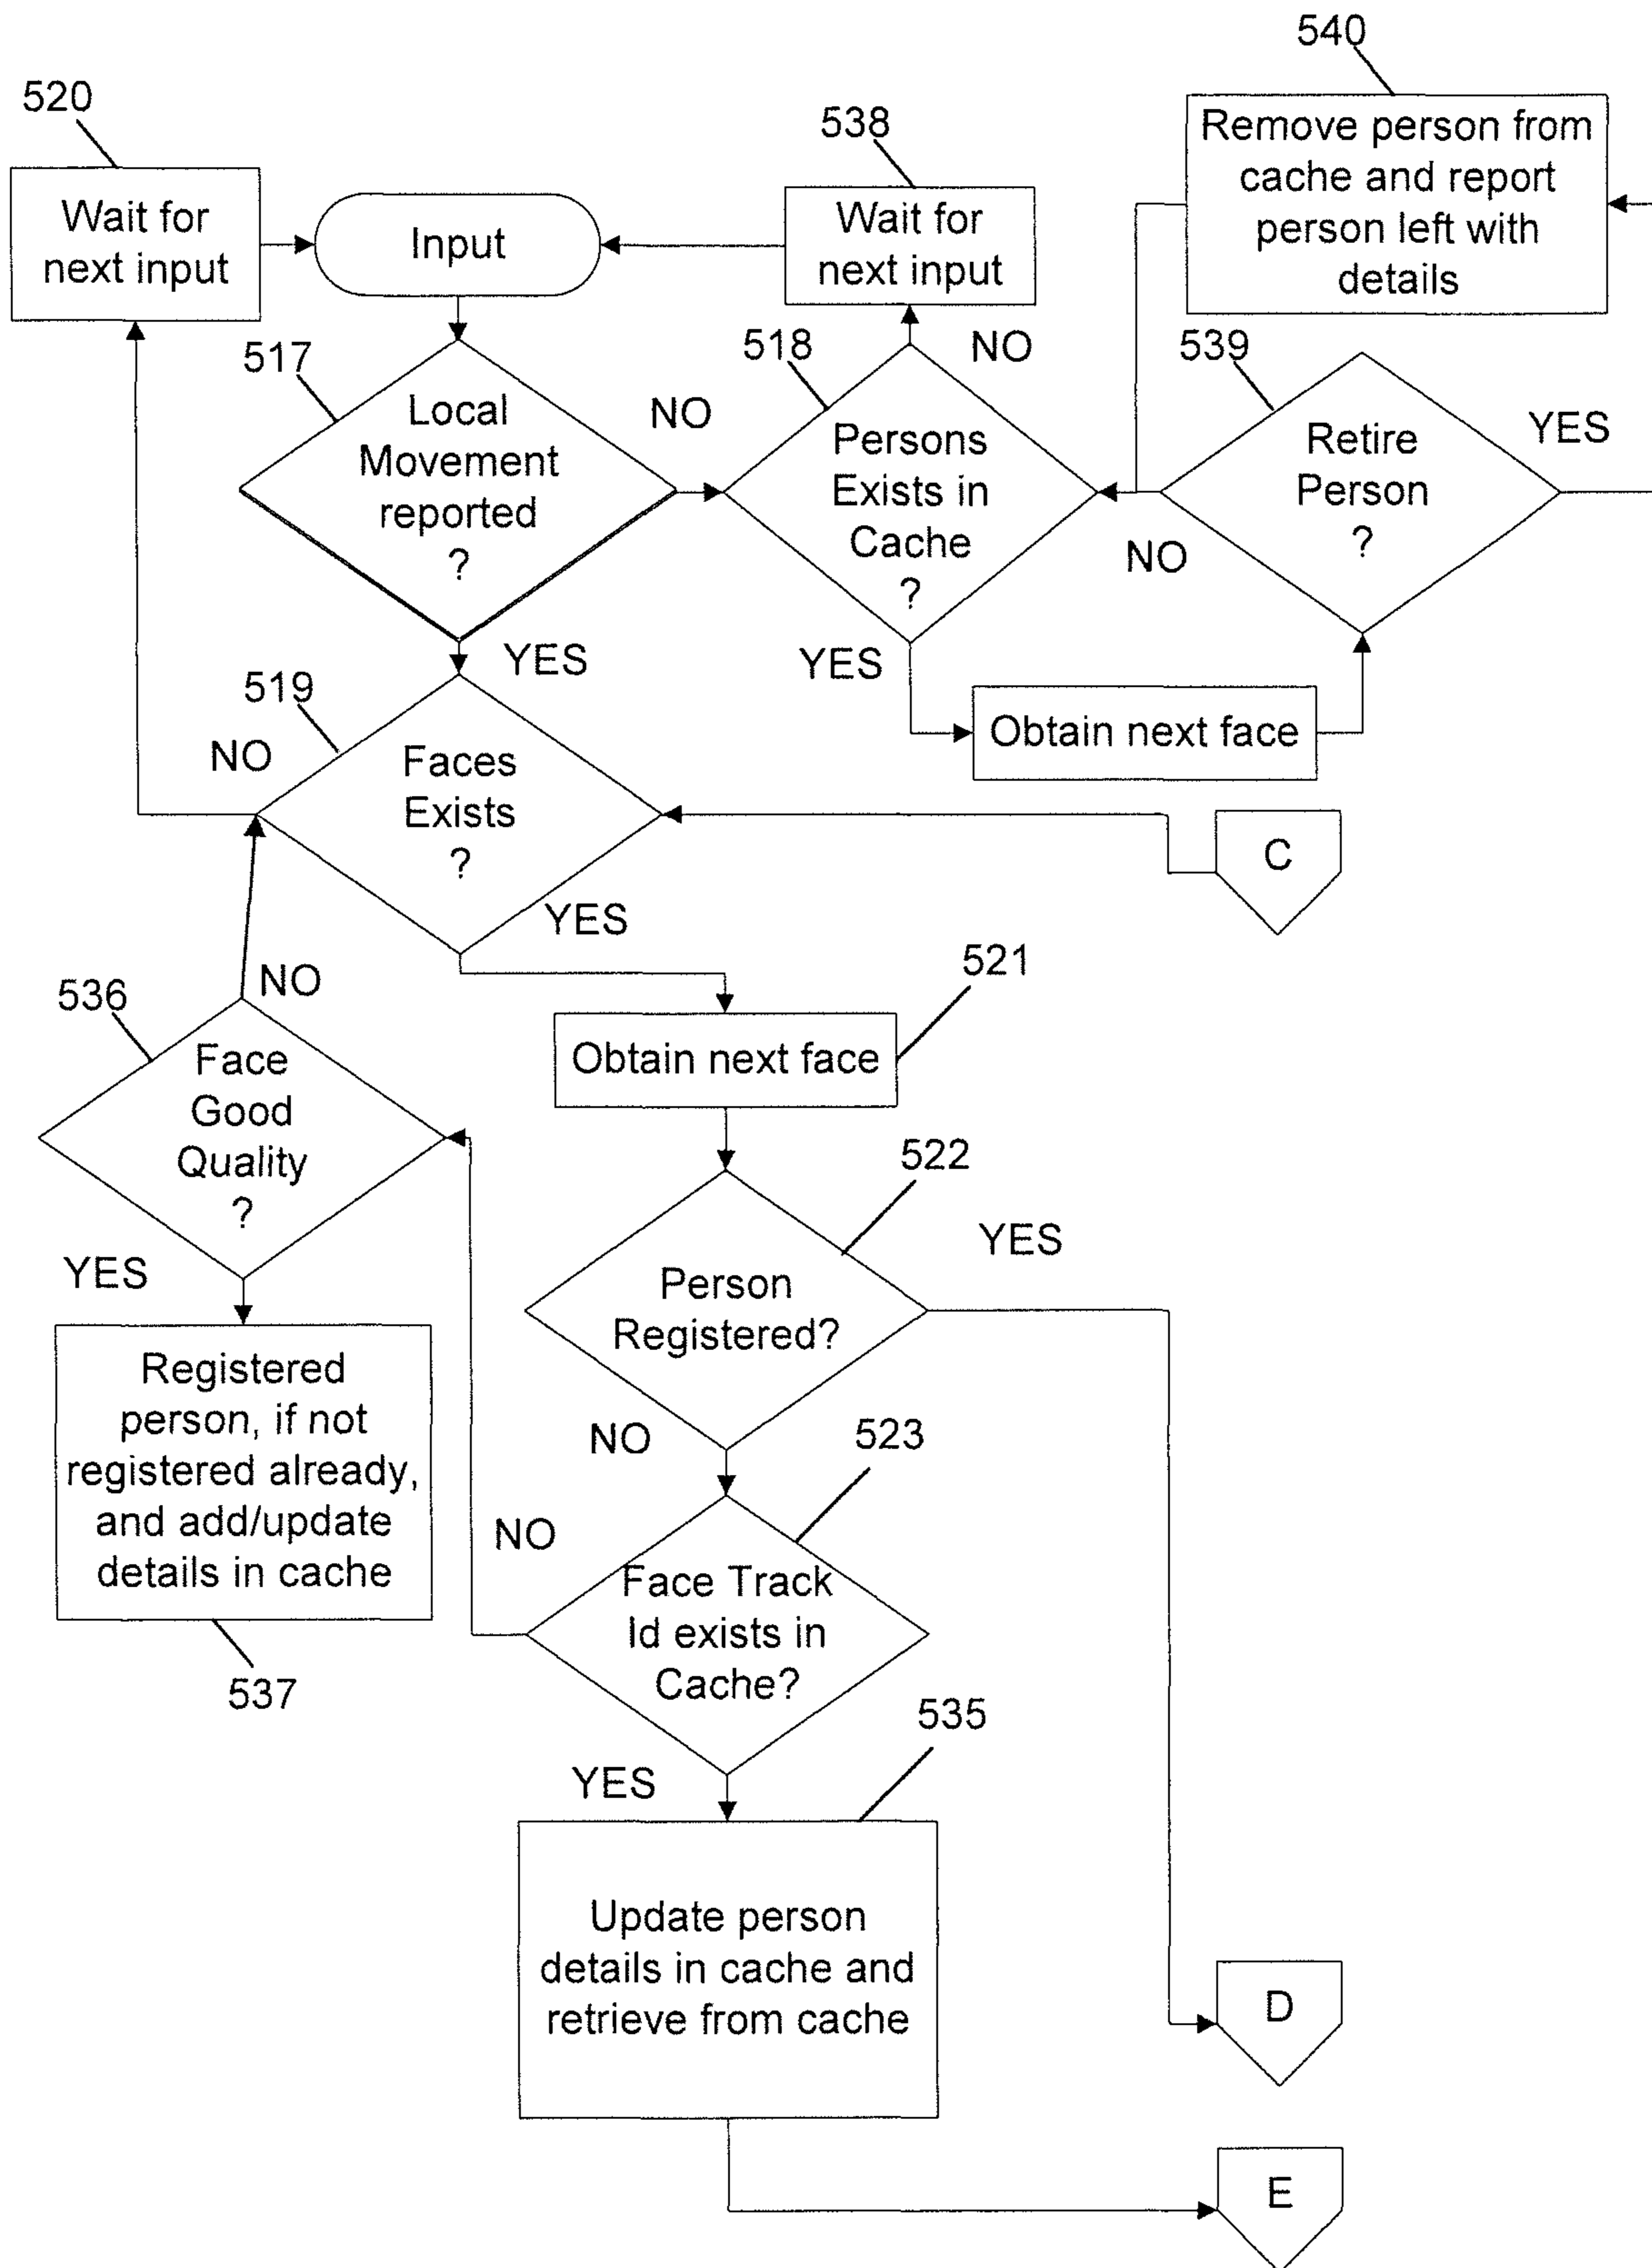 540
520
538
Remove person from
cache and report
person left with
details
Wait for
next input
Input
Wait for
next input
517
518
NO
539
Local
Movement
reported
?
NO
Persons
Exists in
Cache
?
Retire
Person
?
YES
NO
YES
YES
519
Obtain next face
NO
Faces
Exists
?
C
YES
521
NO
536
Obtain next face
Face
Good
Quality
?
522
YES
YES
Person
Registered?
Registered
person, if not
registered already,
and add/update
details in cache
NO
523
NO
Face Track
Id exists in
Cache?
537
535
YES
Update person
details in cache and
retrieve from cache
D
E